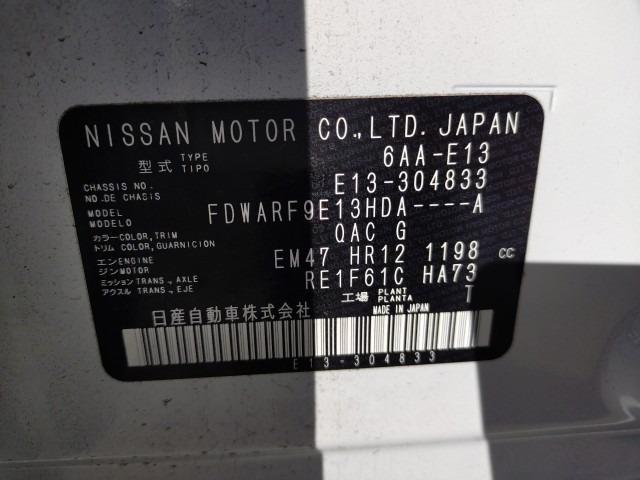 NISSAN MOTOR CO.,LTD. JAPAN
型式 TYPE TIPO 6AA-E13
CHASSIS NO. NO.DE CHASIS E13-304833
MODEL MODELO FDWARF9E13HDA----A
カラー COLOR,TRIM トリム COLOR,GUARNICION QAC G
エンジン ENGINE MOTOR EM47 HR12 1198 cc
ミッション TRANS.,AXLE アクスル TRANS.,EJE RE1F61C HA73
工場 PLANT PLANTA T
日産自動車株式会社 MADE IN JAPAN
E13-304833